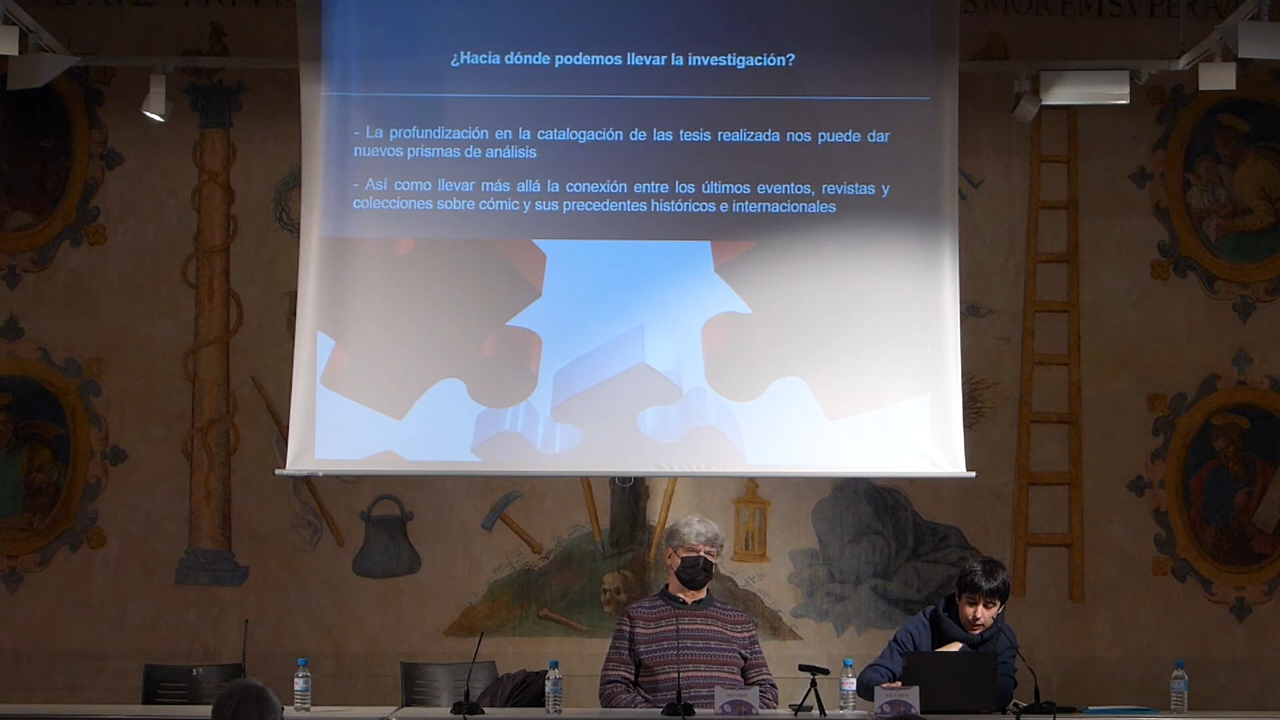 ¿Hacia dónde podemos llevar la investigación?
- La profundización en la catalogación de las tesis realizada nos puede dar
nuevos prismas de análisis
- Así como llevar más allá la conexión entre los últimos eventos, revistas y
colecciones sobre cómic y sus precedentes históricos e internacionales